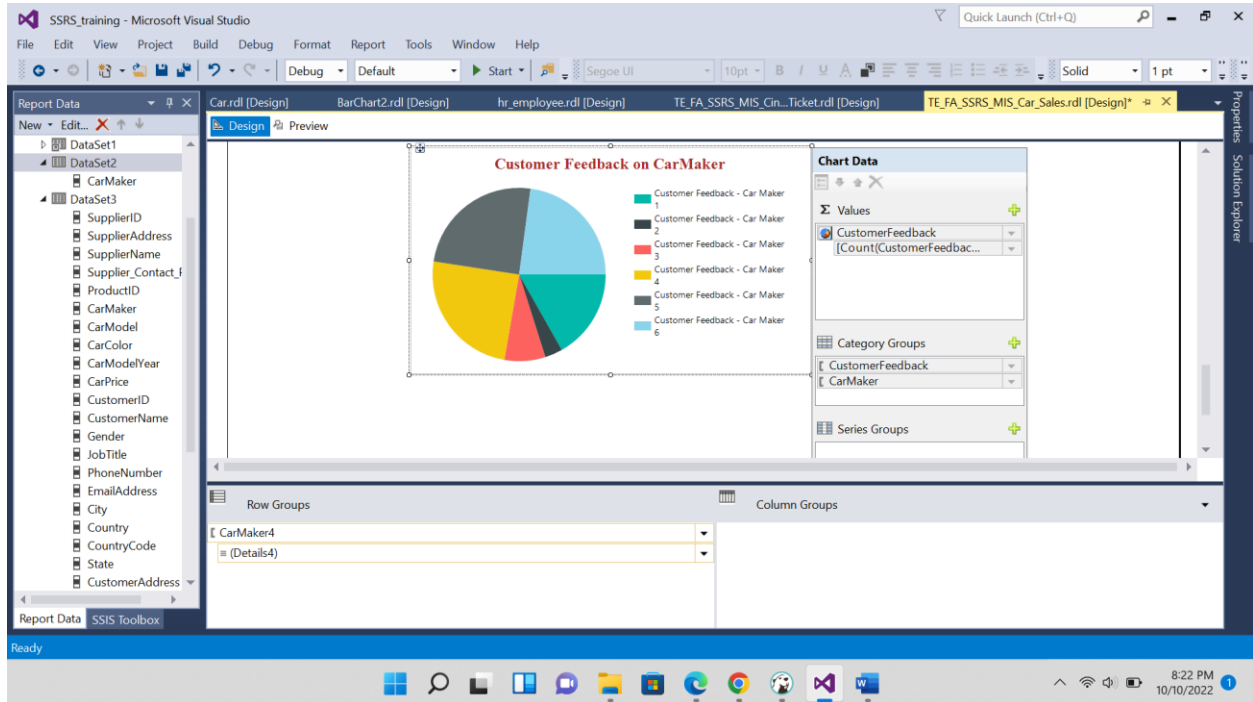 SSRS_training - Microsoft Visual Studio
Quick Launch (Ctrl+Q)
File Edit View Project Build Debug Format Report Tools Window Help
Debug Default Start Segoe UI 10pt B I U A Solid 1 pt
Report Data
Car.rdl [Design] BarChart2.rdl [Design] hr_employee.rdl [Design] TE_FA_SSRS_MIS_Cin...Ticket.rdl [Design] TE_FA_SSRS_MIS_Car_Sales.rdl [Design]*
New Edit...
Design Preview
DataSet1
DataSet2
CarMaker
DataSet3
SupplierID
SupplierAddress
SupplierName
Supplier_Contact_
ProductID
CarMaker
CarModel
CarColor
CarModelYear
CarPrice
CustomerID
CustomerName
Gender
JobTitle
PhoneNumber
EmailAddress
City
Country
CountryCode
State
CustomerAddress
Report Data SSIS Toolbox
Customer Feedback on CarMaker
Customer Feedback - Car Maker
1
Customer Feedback - Car Maker
2
Customer Feedback - Car Maker
3
Customer Feedback - Car Maker
4
Customer Feedback - Car Maker
5
Customer Feedback - Car Maker
6
Chart Data
Σ Values
CustomerFeedback
[Count(CustomerFeedbac...
Category Groups
CustomerFeedback
CarMaker
Series Groups
Row Groups
Column Groups
CarMaker4
(Details4)
Properties
Solution Explorer
Ready
W
8:22 PM
10/10/2022
1